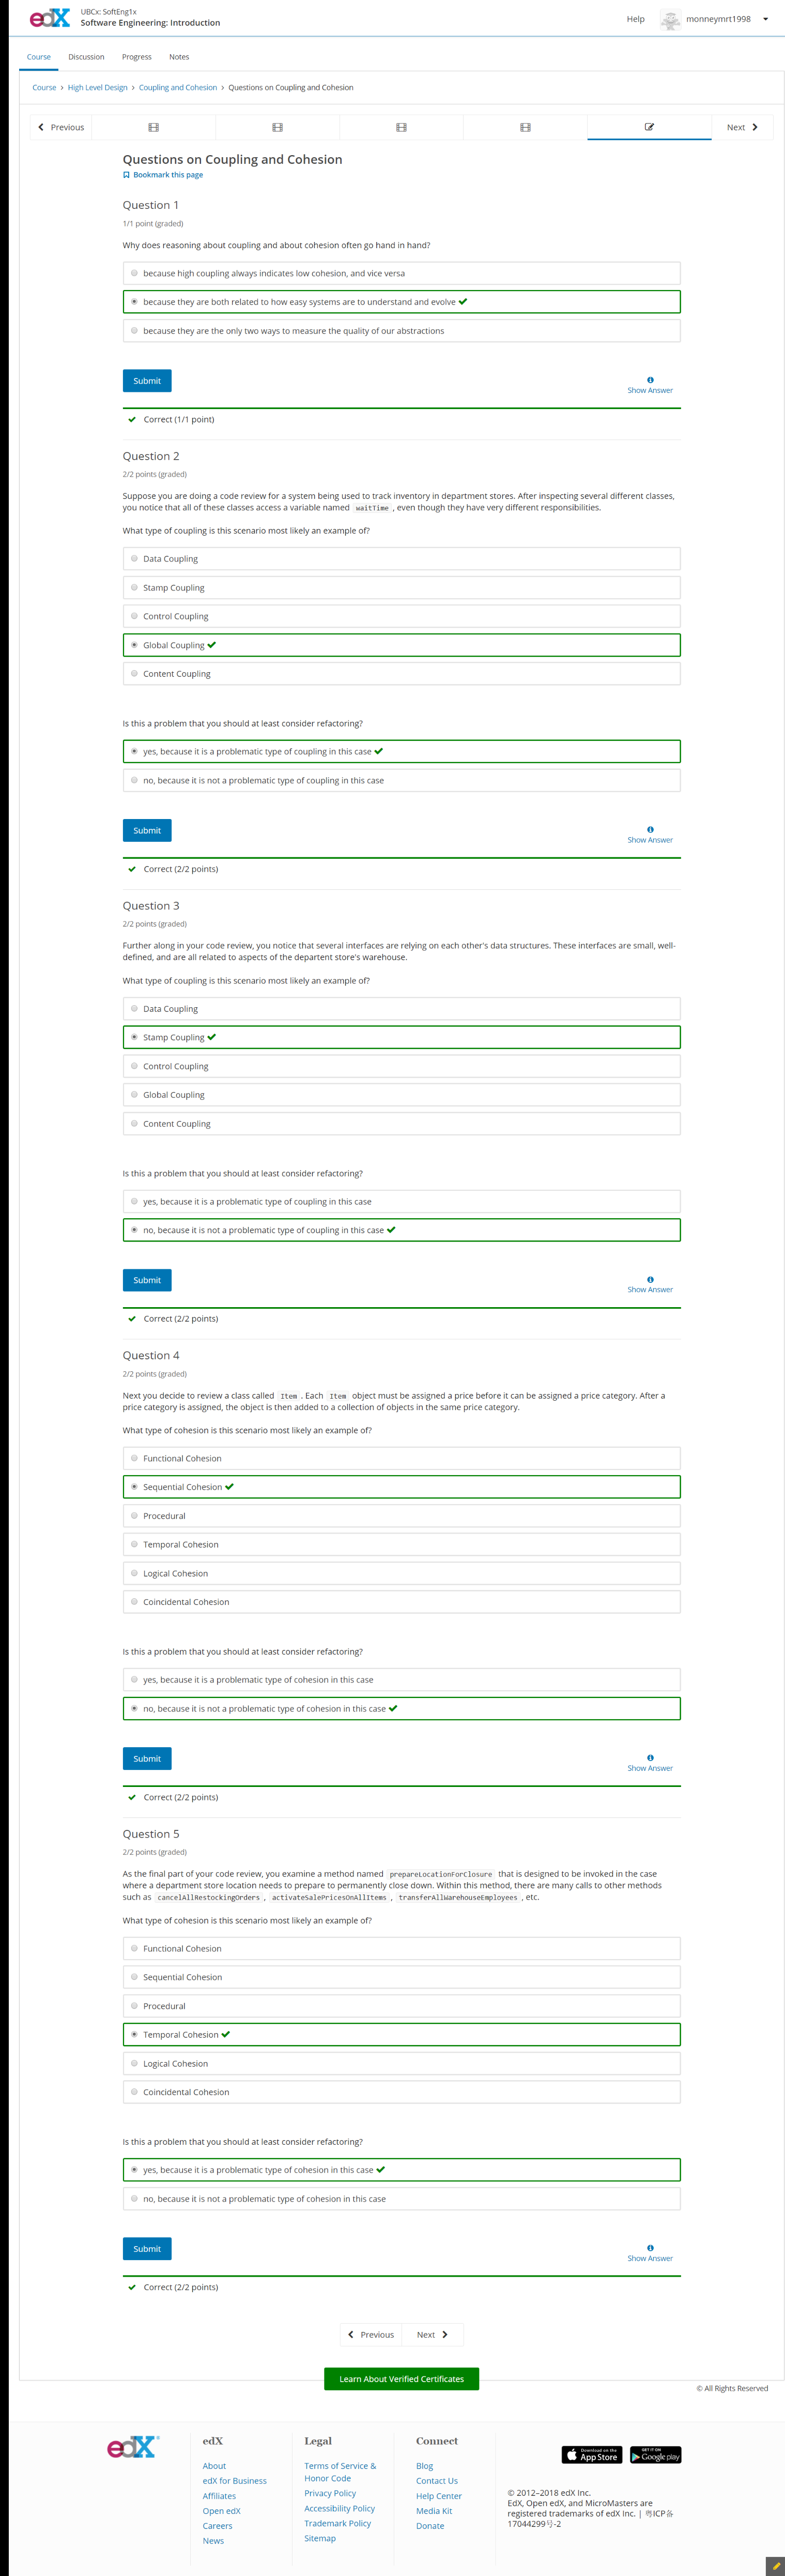 edX
UBCx: SoftEng1x
Software Engineering: Introduction
Help
monneymrt1998
Course
Discussion
Progress
Notes
Course > High Level Design > Coupling and Cohesion > Questions on Coupling and Cohesion
Previous
Next
Questions on Coupling and Cohesion
Bookmark this page
Question 1
1/1 point (graded)
Why does reasoning about coupling and about cohesion often go hand in hand?
because high coupling always indicates low cohesion, and vice versa
because they are both related to how easy systems are to understand and evolve
because they are the only two ways to measure the quality of our abstractions
Submit
Show Answer
Correct (1/1 point)
Question 2
2/2 points (graded)
Suppose you are doing a code review for a system being used to track inventory in department stores. After inspecting several different classes,
you notice that all of these classes access a variable named waitTime , even though they have very different responsibilities.
What type of coupling is this scenario most likely an example of?
Data Coupling
Stamp Coupling
Control Coupling
Global Coupling
Content Coupling
Is this a problem that you should at least consider refactoring?
yes, because it is a problematic type of coupling in this case
no, because it is not a problematic type of coupling in this case
Submit
Show Answer
Correct (2/2 points)
Question 3
2/2 points (graded)
Further along in your code review, you notice that several interfaces are relying on each other's data structures. These interfaces are small, well-
defined, and are all related to aspects of the departent store's warehouse.
What type of coupling is this scenario most likely an example of?
Data Coupling
Stamp Coupling
Control Coupling
Global Coupling
Content Coupling
Is this a problem that you should at least consider refactoring?
yes, because it is a problematic type of coupling in this case
no, because it is not a problematic type of coupling in this case
Submit
Show Answer
Correct (2/2 points)
Question 4
2/2 points (graded)
Next you decide to review a class called Item . Each Item object must be assigned a price before it can be assigned a price category. After a
price category is assigned, the object is then added to a collection of objects in the same price category.
What type of cohesion is this scenario most likely an example of?
Functional Cohesion
Sequential Cohesion
Procedural
Temporal Cohesion
Logical Cohesion
Coincidental Cohesion
Is this a problem that you should at least consider refactoring?
yes, because it is a problematic type of cohesion in this case
no, because it is not a problematic type of cohesion in this case
Submit
Show Answer
Correct (2/2 points)
Question 5
2/2 points (graded)
As the final part of your code review, you examine a method named prepareLocationForClosure that is designed to be invoked in the case
where a department store location needs to prepare to permanently close down. Within this method, there are many calls to other methods
such as cancelAllRestockingOrders , activateSalePricesOnAllItems , transferAllWarehouseEmployees , etc.
What type of cohesion is this scenario most likely an example of?
Functional Cohesion
Sequential Cohesion
Procedural
Temporal Cohesion
Logical Cohesion
Coincidental Cohesion
Is this a problem that you should at least consider refactoring?
yes, because it is a problematic type of cohesion in this case
no, because it is not a problematic type of cohesion in this case
Submit
Show Answer
Correct (2/2 points)
Previous
Next
Learn About Verified Certificates
© All Rights Reserved
edX
edX
About
edX for Business
Affiliates
Open edX
Careers
News
Legal
Terms of Service &
Honor Code
Privacy Policy
Accessibility Policy
Trademark Policy
Sitemap
Connect
Blog
Contact Us
Help Center
Media Kit
Donate
Download on the
App Store
GET IT ON
Google play
© 2012–2018 edX Inc.
EdX, Open edX, and MicroMasters are
registered trademarks of edX Inc. | 粤ICP备
17044299号-2